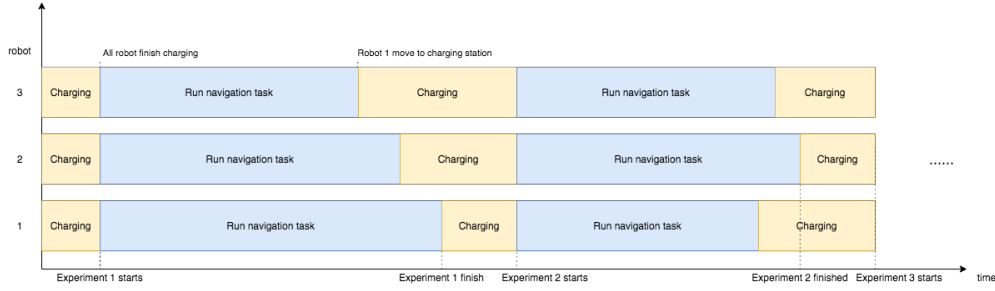 robot
All robot finish charging
Robot 1 move to charging station
3
Charging
Run navigation task
Charging
Run navigation task
Charging
2
Charging
Run navigation task
Charging
Run navigation task
Charging
......
1
Charging
Run navigation task
Charging
Run navigation task
Charging
Experiment 1 starts
Experiment 1 finish
Experiment 2 starts
Experiment 2 finished
Experiment 3 starts
time